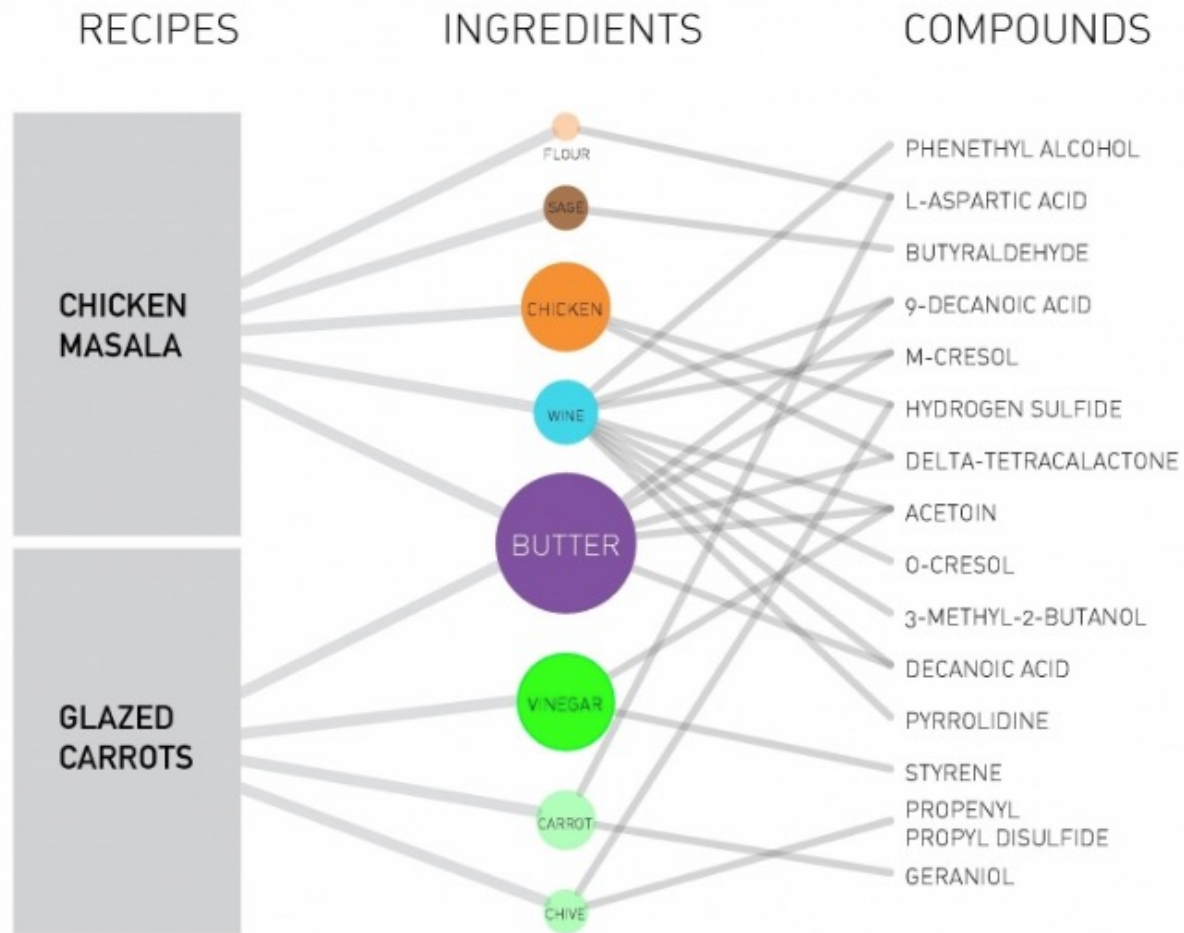 RECIPES
INGREDIENTS
COMPOUNDS
CHICKEN
MASALA
GLAZED
CARROTS
FLOUR
SAGE
CHICKEN
WINE
BUTTER
VINEGAR
CARROT
CHIVE
PHENETHYL ALCOHOL
L-ASPARTIC ACID
BUTYRALDEHYDE
9-DECANOIC ACID
M-CRESOL
HYDROGEN SULFIDE
DELTA-TETRACALACTONE
ACETOIN
O-CRESOL
3-METHYL-2-BUTANOL
DECANOIC ACID
PYRROLIDINE
STYRENE
PROPENYL
PROPYL DISULFIDE
GERANIOL